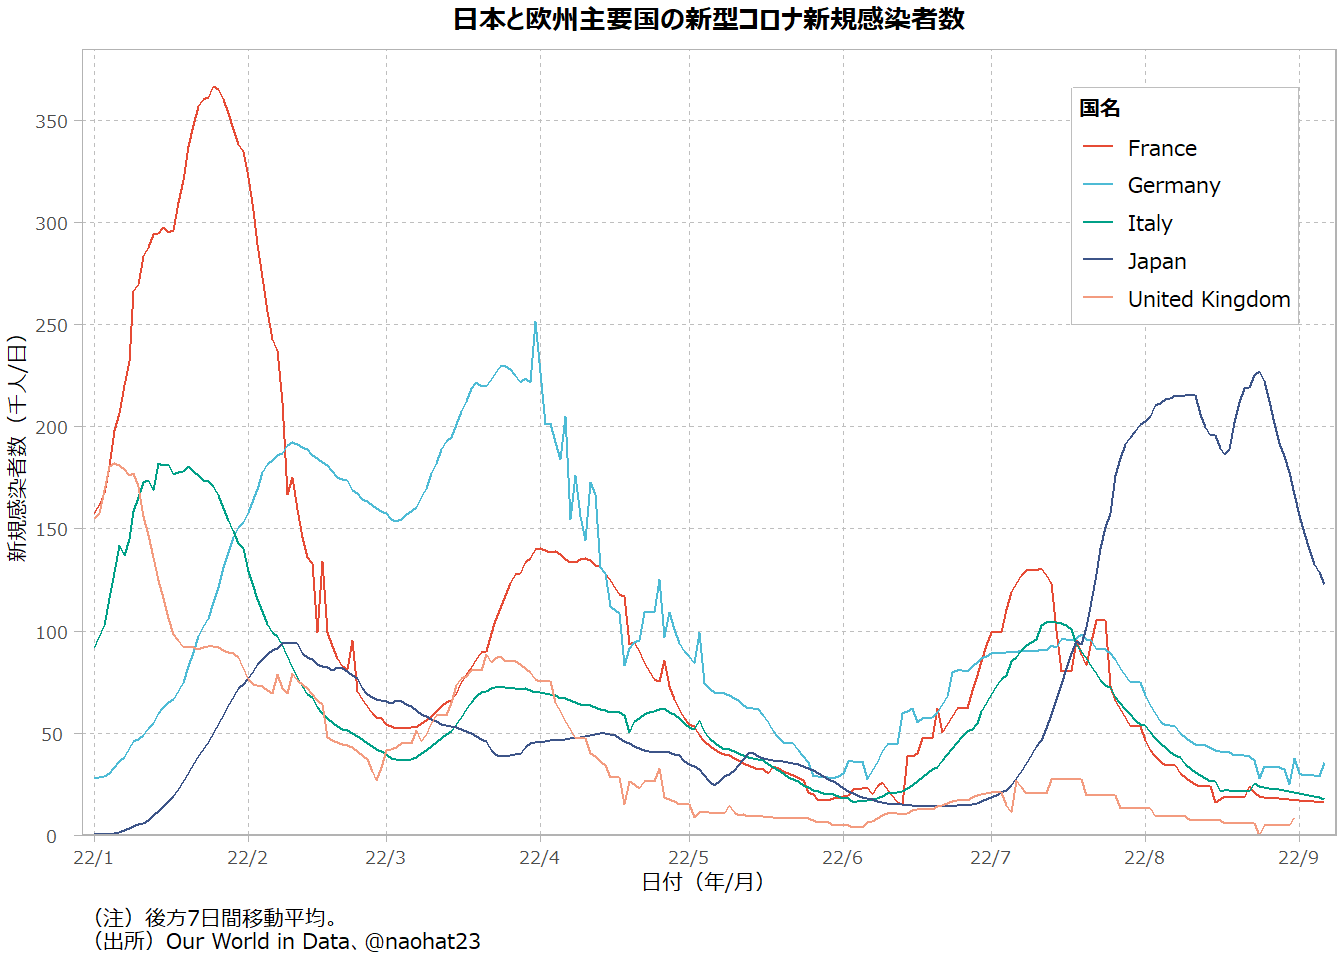 日本と欧州主要国の新型コロナ新規感染者数
新規感染者数（千人/日）
350
300
250
200
150
100
50
0
国名
France
Germany
Italy
Japan
United Kingdom
22/1 22/2 22/3 22/4 22/5 22/6 22/7 22/8 22/9
日付（年/月）
（注）後方7日間移動平均。
（出所）Our World in Data、@naohat23